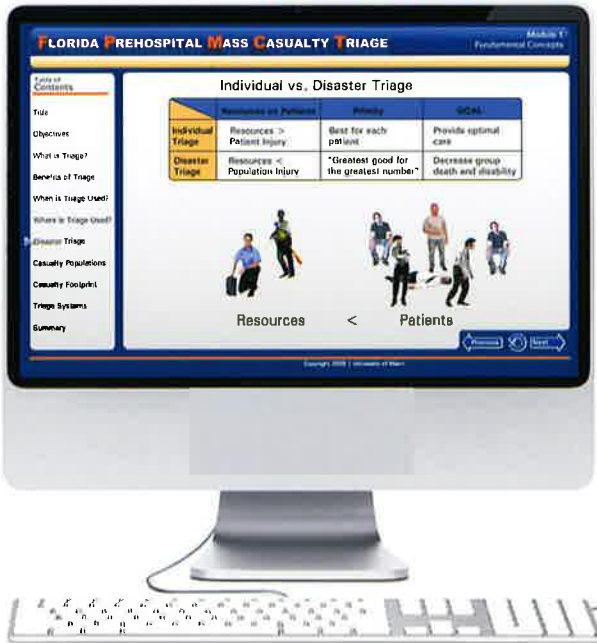 FLORIDA PREHOSPITAL MASS CASUALTY TRIAGE
Module 1
Fundamental Concepts
Table of
Contents
Title
Objectives
What is Triage?
Benefits of Triage
When is Triage Used?
Where is Triage Used?
Disaster Triage
Casualty Populations
Casualty Footprint
Triage Systems
Summary
Individual vs. Disaster Triage
Resources vs Patients Priority GOAL
Individual Triage
Resources >
Patient Injury
Best for each
patient
Provide optimal
care
Disaster Triage
Resources <
Population Injury
"Greatest good for
the greatest number"
Decrease group
death and disability
Resources < Patients
Previous Next